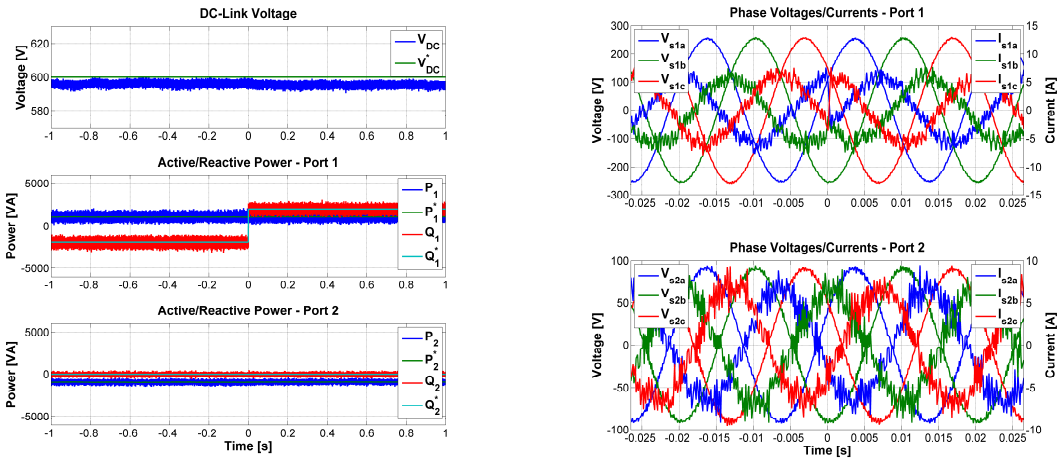 DC-Link Voltage
Voltage [V]
620
600
580
V_DC
V*_DC
-1 -0.8 -0.6 -0.4 -0.2 0 0.2 0.4 0.6 0.8 1
Active/Reactive Power - Port 1
Power [VA]
5000
0
-5000
P_1
P*_1
Q_1
Q*_1
-1 -0.8 -0.6 -0.4 -0.2 0 0.2 0.4 0.6 0.8 1
Active/Reactive Power - Port 2
Power [VA]
5000
0
-5000
P_2
P*_2
Q_2
Q*_2
-1 -0.8 -0.6 -0.4 -0.2 0 0.2 0.4 0.6 0.8 1
Time [s]
Phase Voltages/Currents - Port 1
Voltage [V]
300
200
100
0
-100
-200
-300
V_s1a
V_s1b
V_s1c
I_s1a
I_s1b
I_s1c
15
10
5
0
-5
-10
-15
Current [A]
-0.025 -0.02 -0.015 -0.01 -0.005 0 0.005 0.01 0.015 0.02 0.025
Time [s]
Phase Voltages/Currents - Port 2
Voltage [V]
100
50
0
-50
-100
V_s2a
V_s2b
V_s2c
I_s2a
I_s2b
I_s2c
10
5
0
-5
-10
Current [A]
-0.025 -0.02 -0.015 -0.01 -0.005 0 0.005 0.01 0.015 0.02 0.025
Time [s]